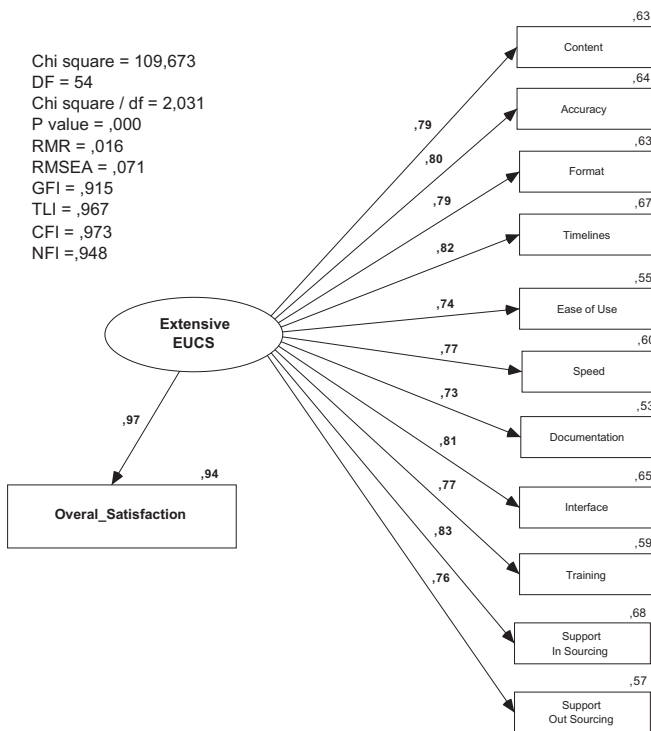 Chi square = 109,673
DF = 54
Chi square / df = 2,031
P value = ,000
RMR = ,016
RMSEA = ,071
GFI = ,915
TLI = ,967
CFI = ,973
NFI = ,948
Extensive
EUCS
,97
,94
Overal_Satisfaction
,79
,63
Content
,80
,64
Accuracy
,79
,63
Format
,82
,67
Timelines
,74
,55
Ease of Use
,77
,60
Speed
,73
,53
Documentation
,81
,65
Interface
,77
,59
Training
,83
,68
Support
In Sourcing
,76
,57
Support
Out Sourcing